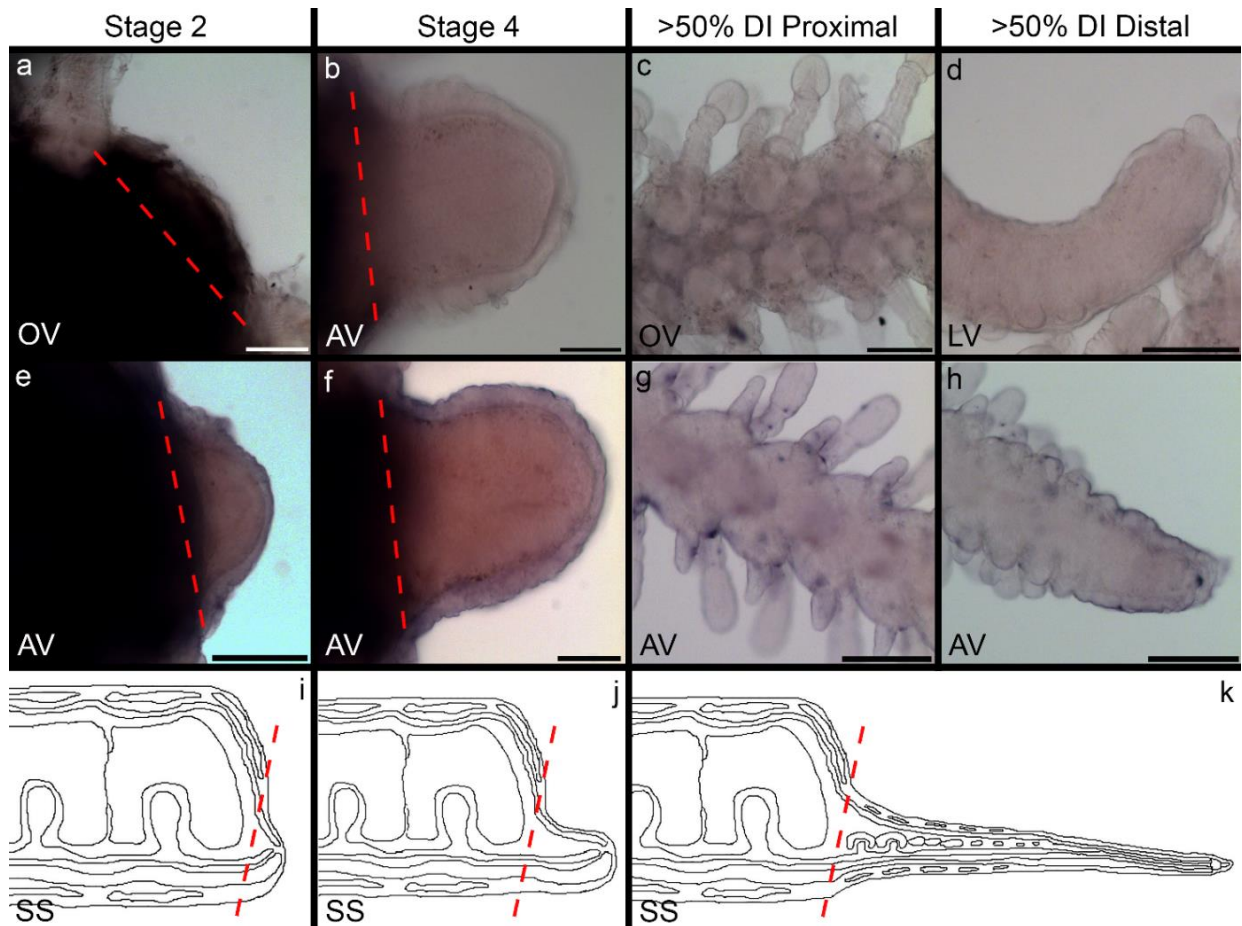 Stage 2 Stage 4 >50% DI Proximal >50% DI Distal
a b c d
OV AV OV LV
e f g h
AV AV AV AV
i j k
SS SS SS